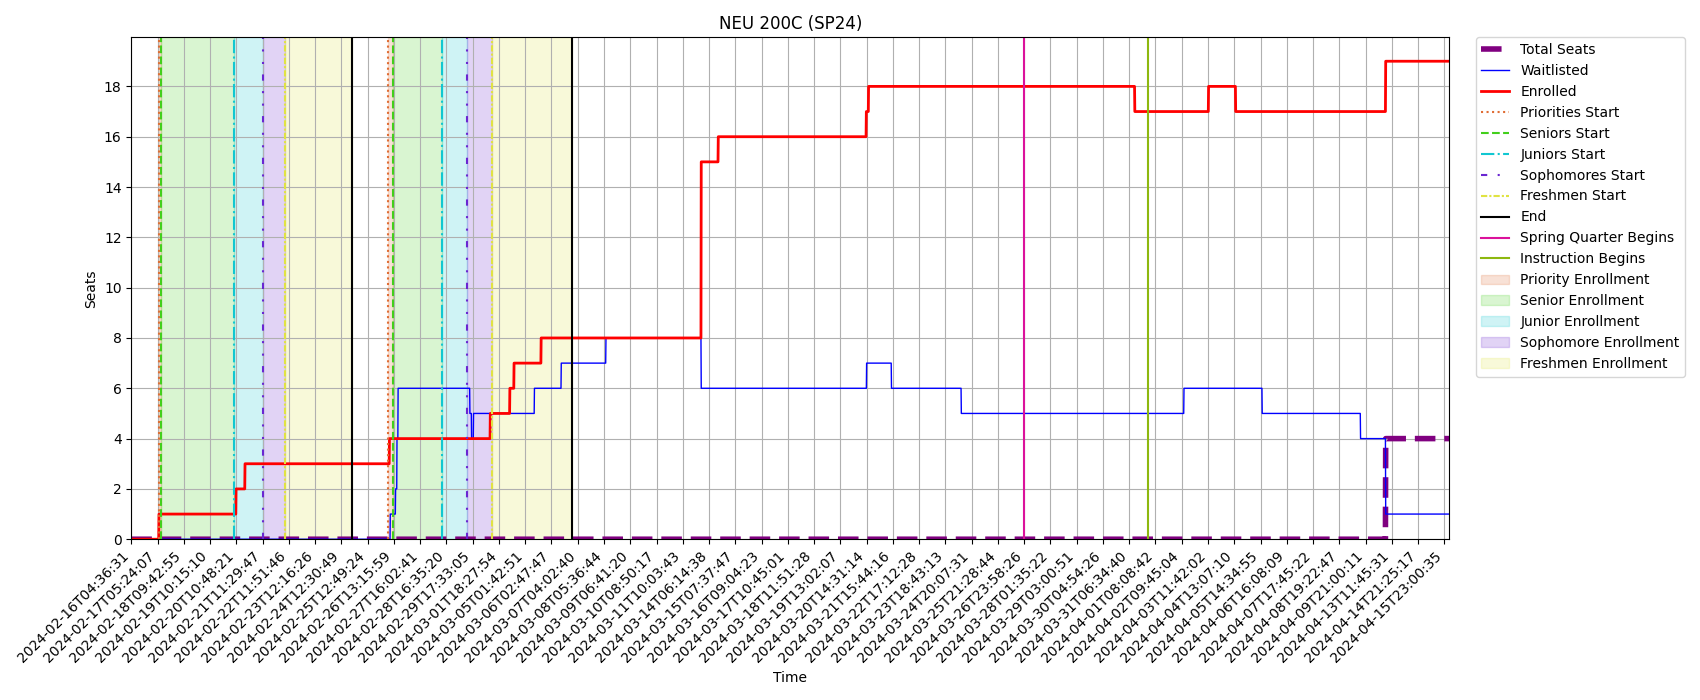 NEU 200C (SP24)
Seats
18
16
14
12
10
8
6
4
2
0
2024-02-16T04:36:31
2024-02-17T05:24:07
2024-02-18T09:42:55
2024-02-19T10:15:10
2024-02-20T10:48:21
2024-02-21T11:29:47
2024-02-22T11:51:46
2024-02-23T12:16:26
2024-02-24T12:30:49
2024-02-25T12:49:24
2024-02-26T13:15:59
2024-02-27T16:02:41
2024-02-28T16:35:20
2024-02-29T17:33:05
2024-03-01T18:27:54
2024-03-05T01:42:51
2024-03-06T02:47:47
2024-03-07T04:02:40
2024-03-08T05:36:44
2024-03-09T06:41:20
2024-03-10T08:50:17
2024-03-11T10:03:43
2024-03-14T06:14:38
2024-03-15T07:37:47
2024-03-16T09:04:23
2024-03-17T10:45:01
2024-03-18T11:51:28
2024-03-19T13:02:07
2024-03-20T14:31:14
2024-03-21T15:44:16
2024-03-22T17:12:28
2024-03-23T18:43:13
2024-03-24T20:07:31
2024-03-25T21:28:44
2024-03-26T23:58:26
2024-03-28T01:35:22
2024-03-29T03:00:51
2024-03-30T04:54:26
2024-03-31T06:34:40
2024-04-01T08:08:42
2024-04-02T09:45:04
2024-04-03T11:42:02
2024-04-04T13:07:10
2024-04-05T14:34:55
2024-04-06T16:08:09
2024-04-07T17:45:22
2024-04-08T19:22:47
2024-04-09T21:00:11
2024-04-13T11:45:31
2024-04-14T21:25:17
2024-04-15T23:00:35
Time
Total Seats
Waitlisted
Enrolled
Priorities Start
Seniors Start
Juniors Start
Sophomores Start
Freshmen Start
End
Spring Quarter Begins
Instruction Begins
Priority Enrollment
Senior Enrollment
Junior Enrollment
Sophomore Enrollment
Freshmen Enrollment